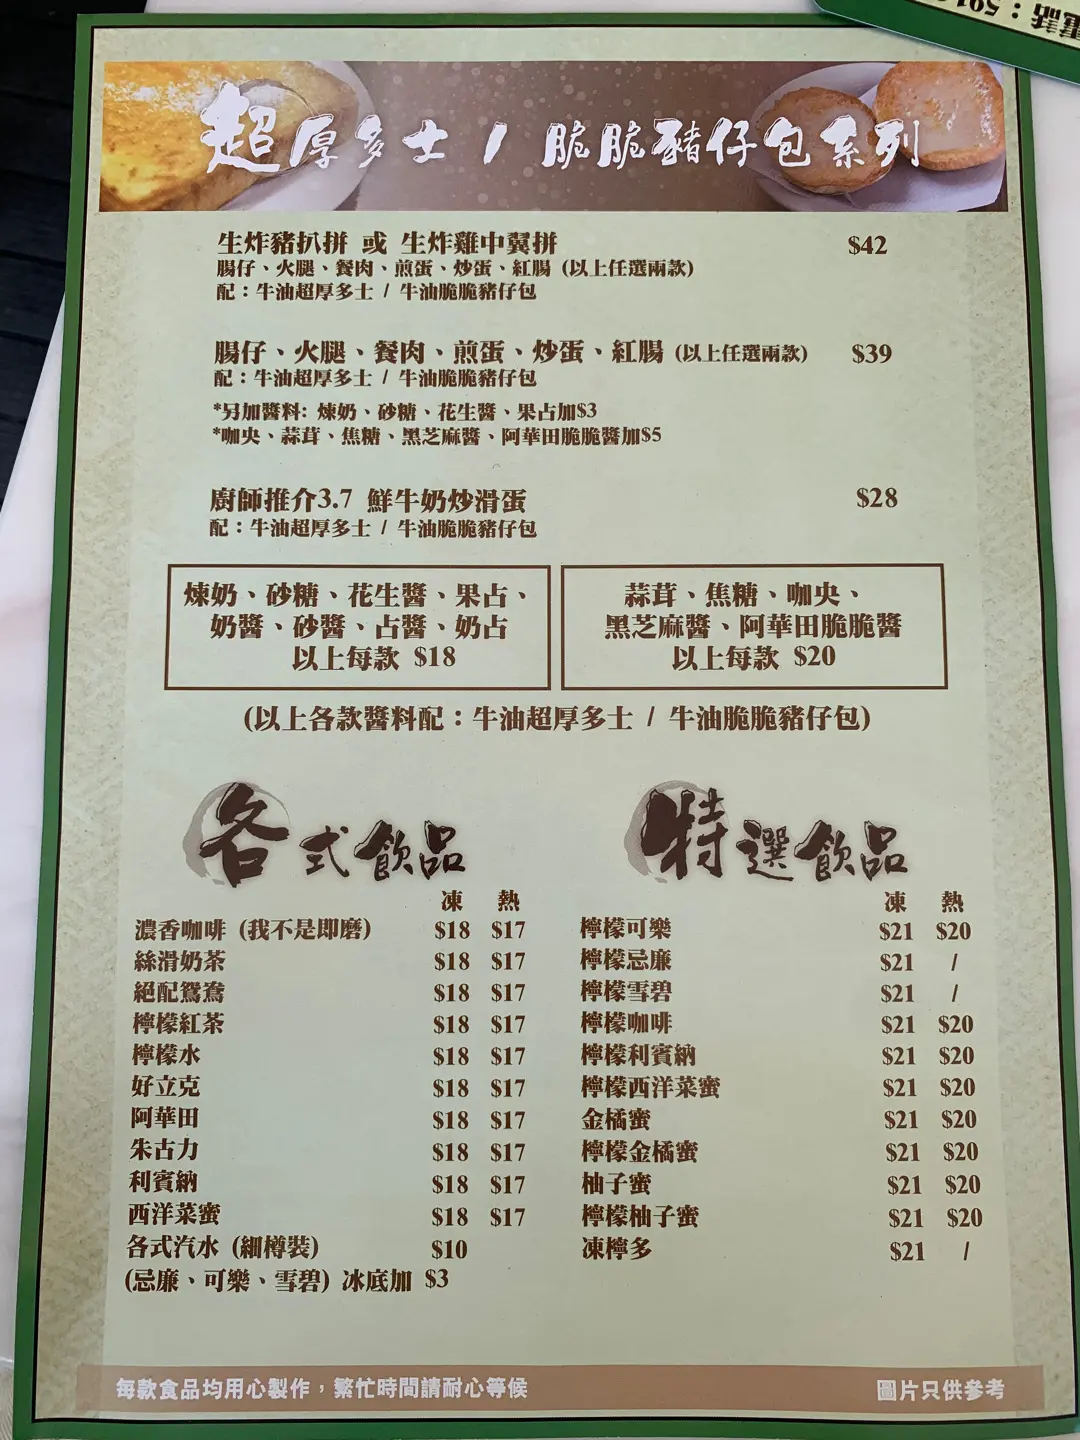 電話：591
超厚多士 / 脆脆豬仔包系列
生炸豬扒拼 或 生炸雞中翼拼 $42
腸仔、火腿、餐肉、煎蛋、炒蛋、紅腸 (以上任選兩款)
配：牛油超厚多士 / 牛油脆脆豬仔包
腸仔、火腿、餐肉、煎蛋、炒蛋、紅腸 (以上任選兩款) $39
配：牛油超厚多士 / 牛油脆脆豬仔包
*另加醬料: 煉奶、砂糖、花生醬、果占加$3
*咖央、蒜茸、焦糖、黑芝麻醬、阿華田脆脆醬加$5
廚師推介3.7 鮮牛奶炒滑蛋 $28
配：牛油超厚多士 / 牛油脆脆豬仔包
煉奶、砂糖、花生醬、果占、
奶醬、砂醬、占醬、奶占
以上每款 $18
蒜茸、焦糖、咖央、
黑芝麻醬、阿華田脆脆醬
以上每款 $20
(以上各款醬料配：牛油超厚多士 / 牛油脆脆豬仔包)
各式飲品
凍 熱
濃香咖啡 (我不是即磨) $18 $17
絲滑奶茶 $18 $17
絕配鴛鴦 $18 $17
檸檬紅茶 $18 $17
檸檬水 $18 $17
好立克 $18 $17
阿華田 $18 $17
朱古力 $18 $17
利賓納 $18 $17
西洋菜蜜 $18 $17
各式汽水 (細樽裝) $10
(忌廉、可樂、雪碧) 冰底加 $3
特選飲品
凍 熱
檸檬可樂 $21 $20
檸檬忌廉 $21 /
檸檬雪碧 $21 /
檸檬咖啡 $21 $20
檸檬利賓納 $21 $20
檸檬西洋菜蜜 $21 $20
金橘蜜 $21 $20
檸檬金橘蜜 $21 $20
柚子蜜 $21 $20
檸檬柚子蜜 $21 $20
凍檸多 $21 /
每款食品均用心製作，繁忙時間請耐心等候
圖片只供參考